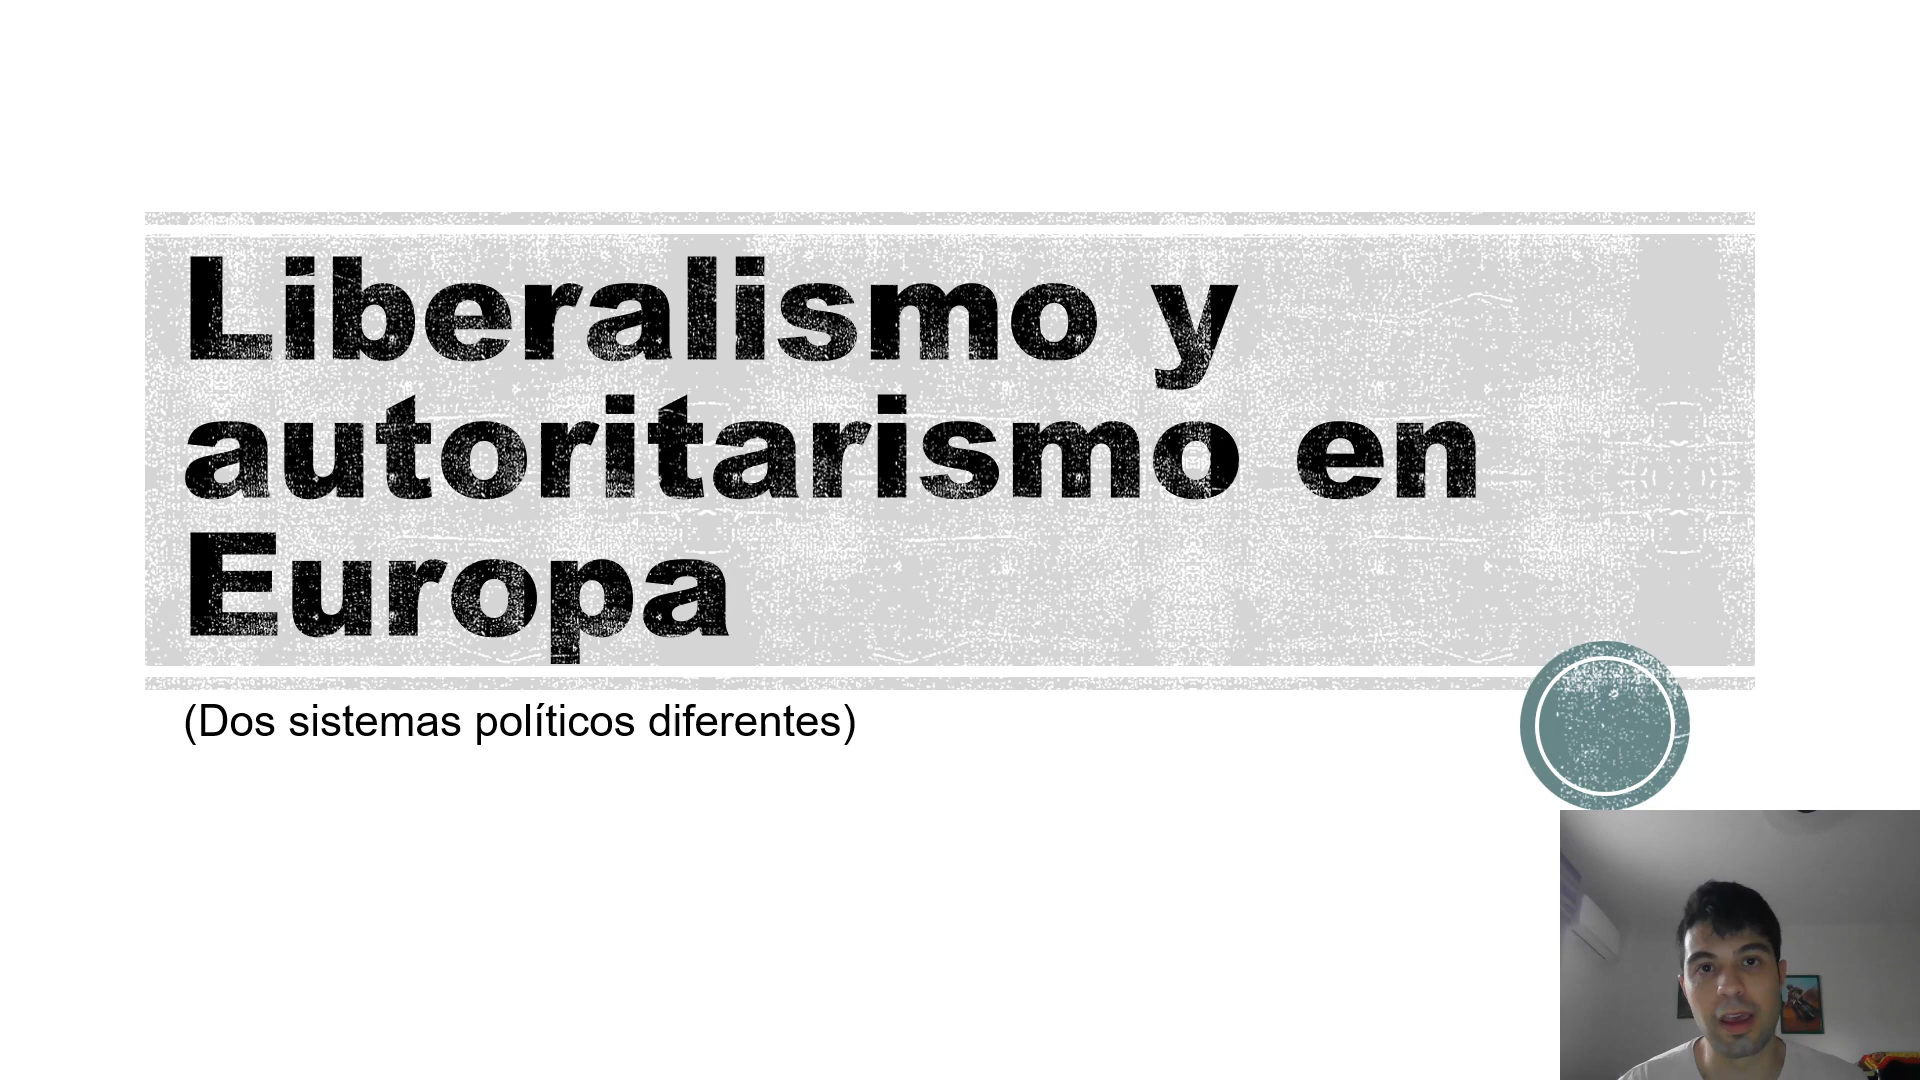 Liberalismo y
autoritarismo en
Europa
(Dos sistemas políticos diferentes)